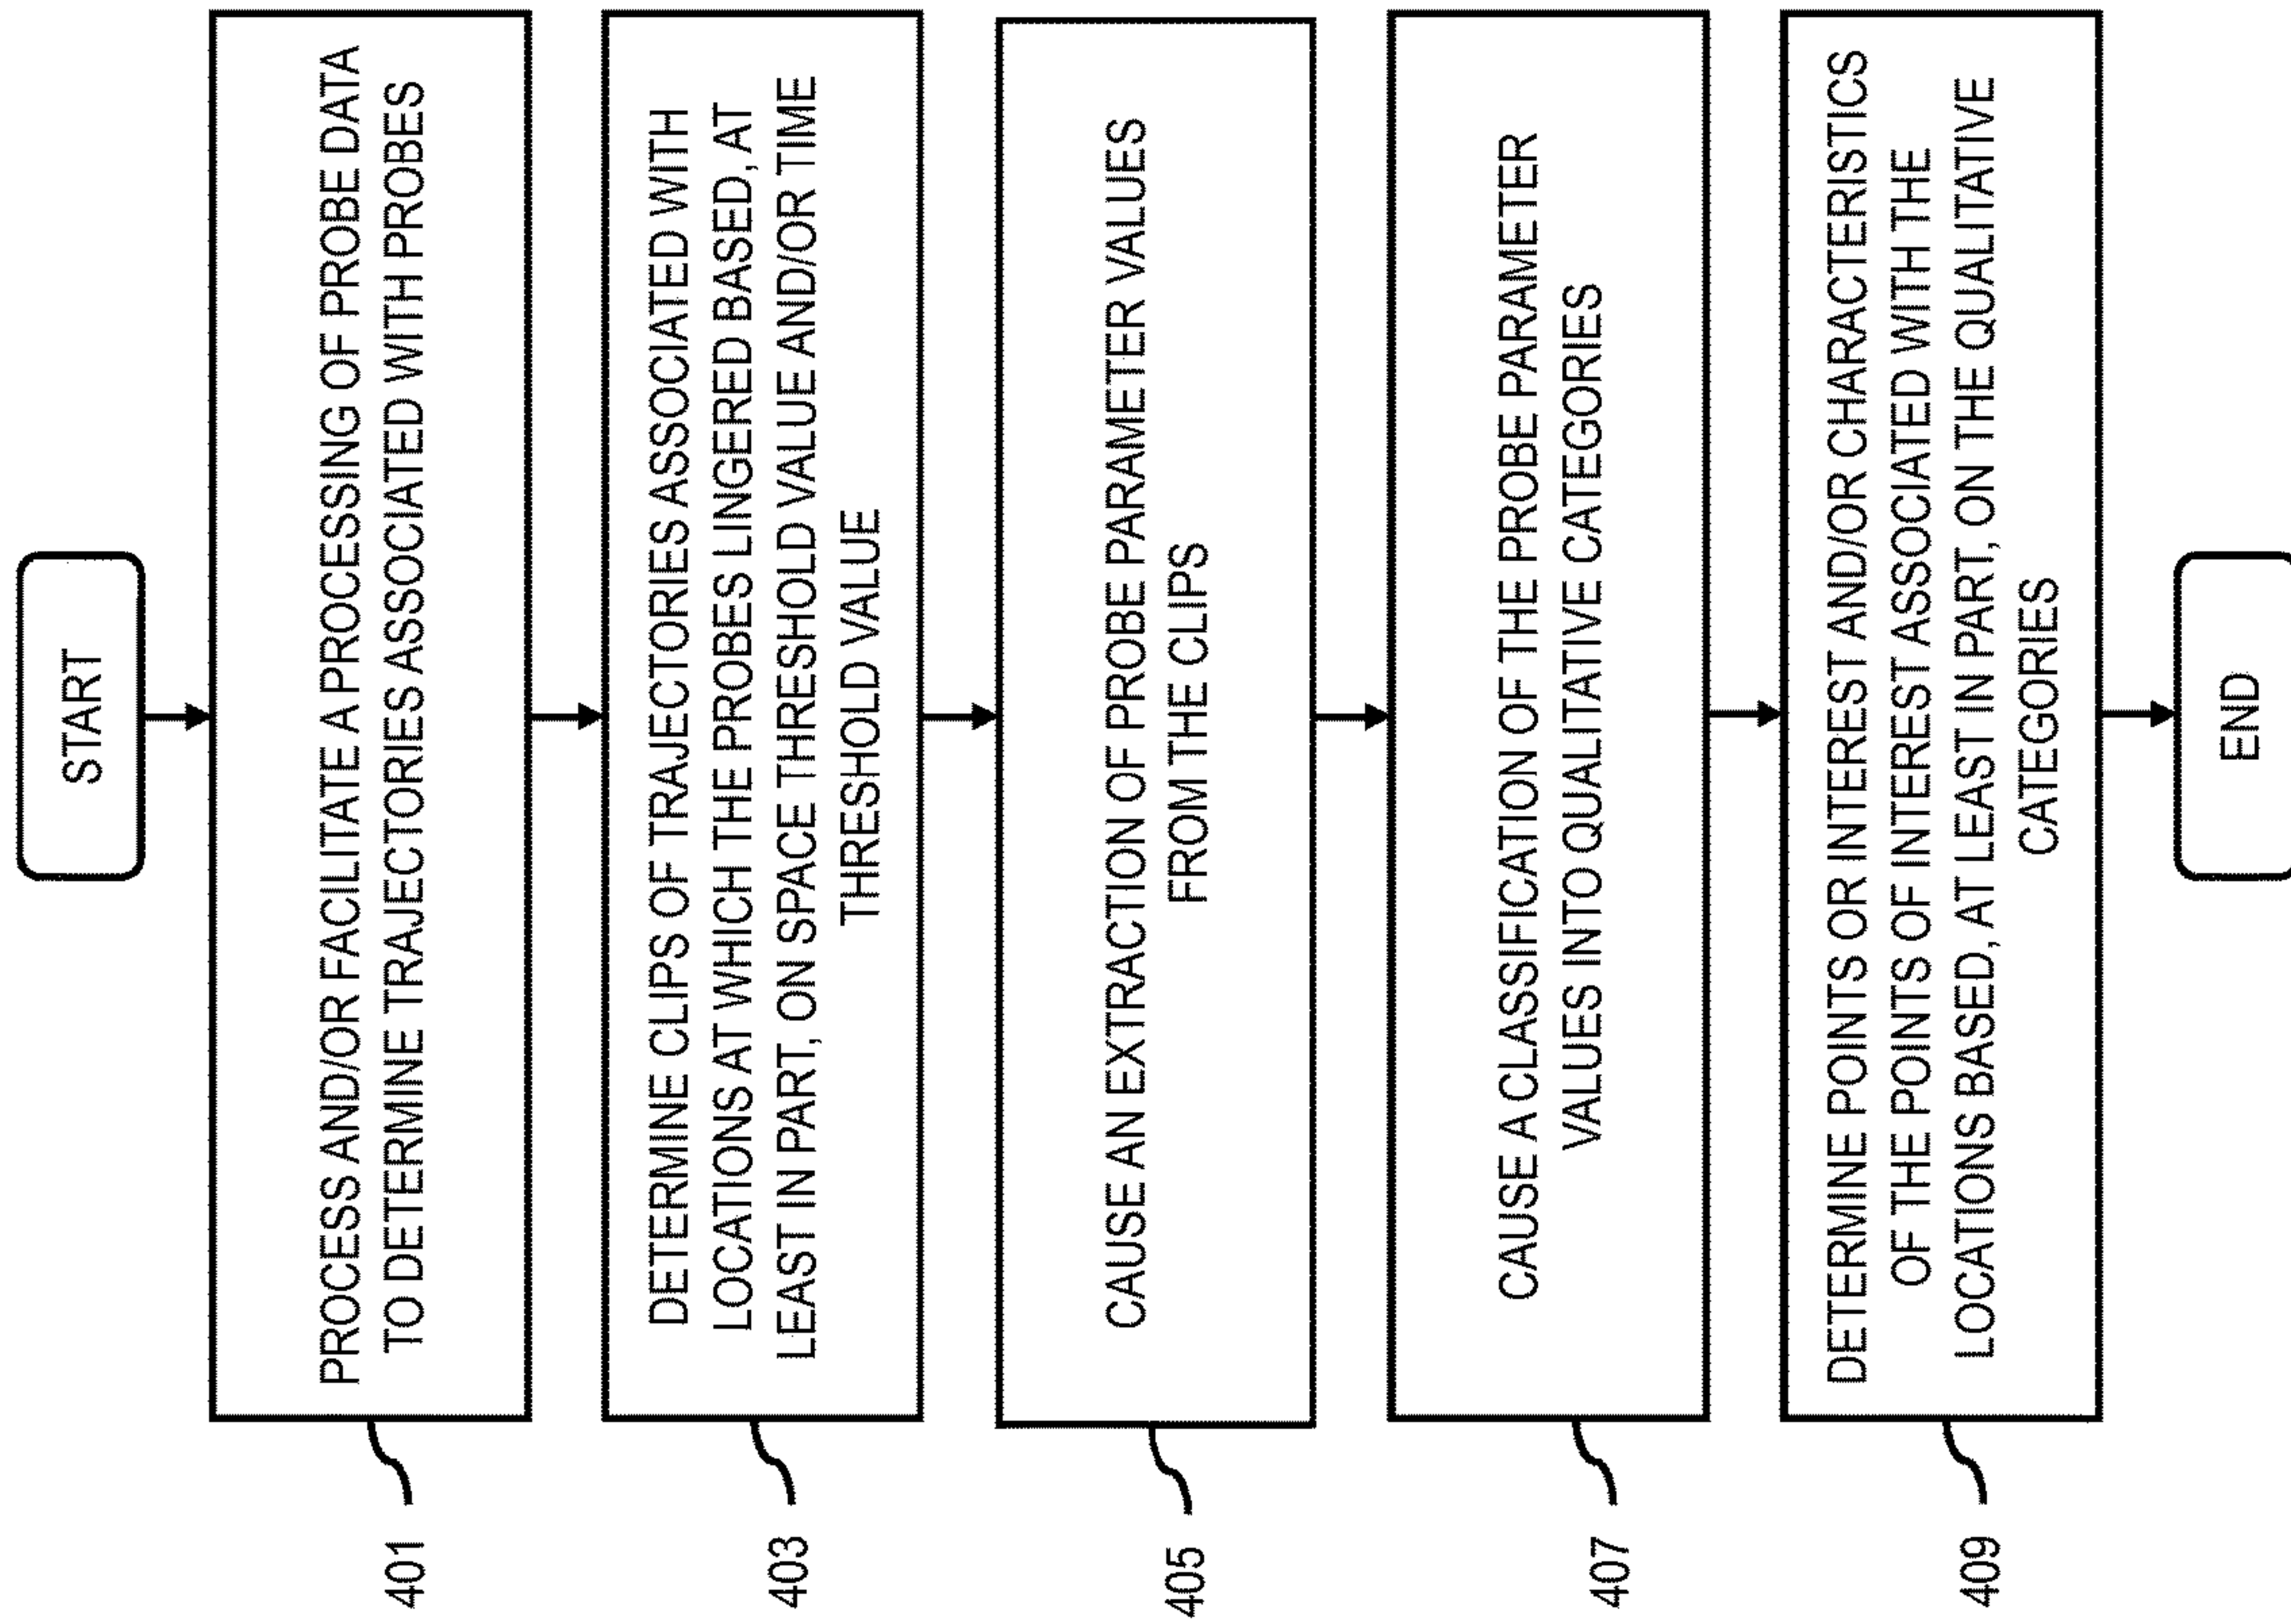 START
PROCESS AND/OR FACILITATE A PROCESSING OF PROBE DATA
TO DETERMINE TRAJECTORIES ASSOCIATED WITH PROBES
401
DETERMINE CLIPS OF TRAJECTORIES ASSOCIATED WITH
LOCATIONS AT WHICH THE PROBES LINGERED BASED, AT
LEAST IN PART, ON SPACE THRESHOLD VALUE AND/OR TIME
THRESHOLD VALUE
403
CAUSE AN EXTRACTION OF PROBE PARAMETER VALUES
FROM THE CLIPS
405
CAUSE A CLASSIFICATION OF THE PROBE PARAMETER
VALUES INTO QUALITATIVE CATEGORIES
407
DETERMINE POINTS OR INTEREST AND/OR CHARACTERISTICS
OF THE POINTS OF INTEREST ASSOCIATED WITH THE
LOCATIONS BASED, AT LEAST IN PART, ON THE QUALITATIVE
CATEGORIES
409
END